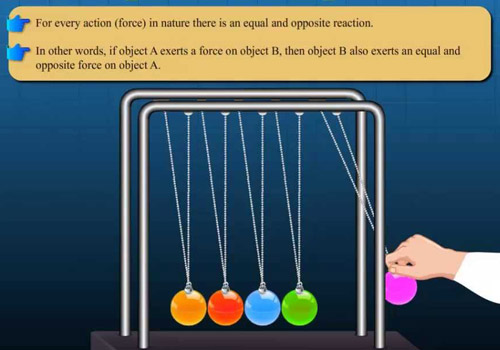 For every action (force) in nature there is an equal and opposite reaction.
In other words, if object A exerts a force on object B, then object B also exerts an equal and
opposite force on object A.